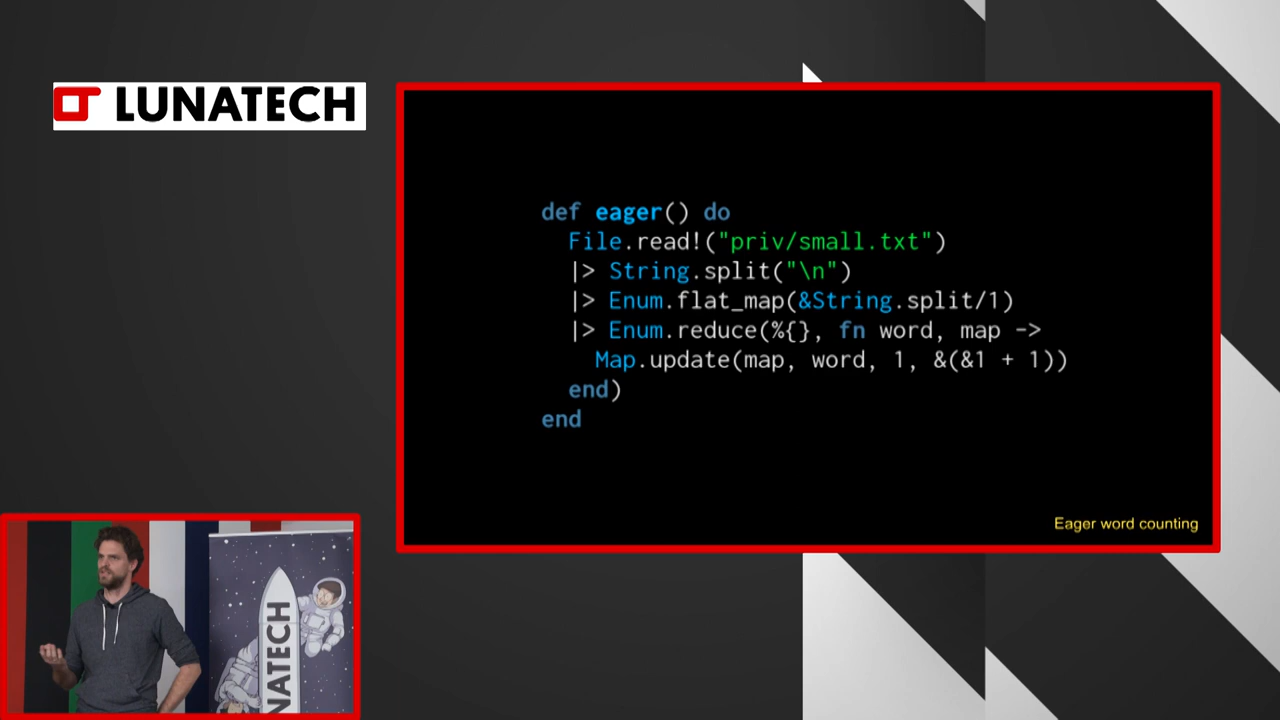 LUNATECH
def eager() do
  File.read!("priv/small.txt")
  |> String.split("\n")
  |> Enum.flat_map(&String.split/1)
  |> Enum.reduce(%{}, fn word, map ->
    Map.update(map, word, 1, &(&1 + 1))
  end)
end
Eager word counting
LUNATECH